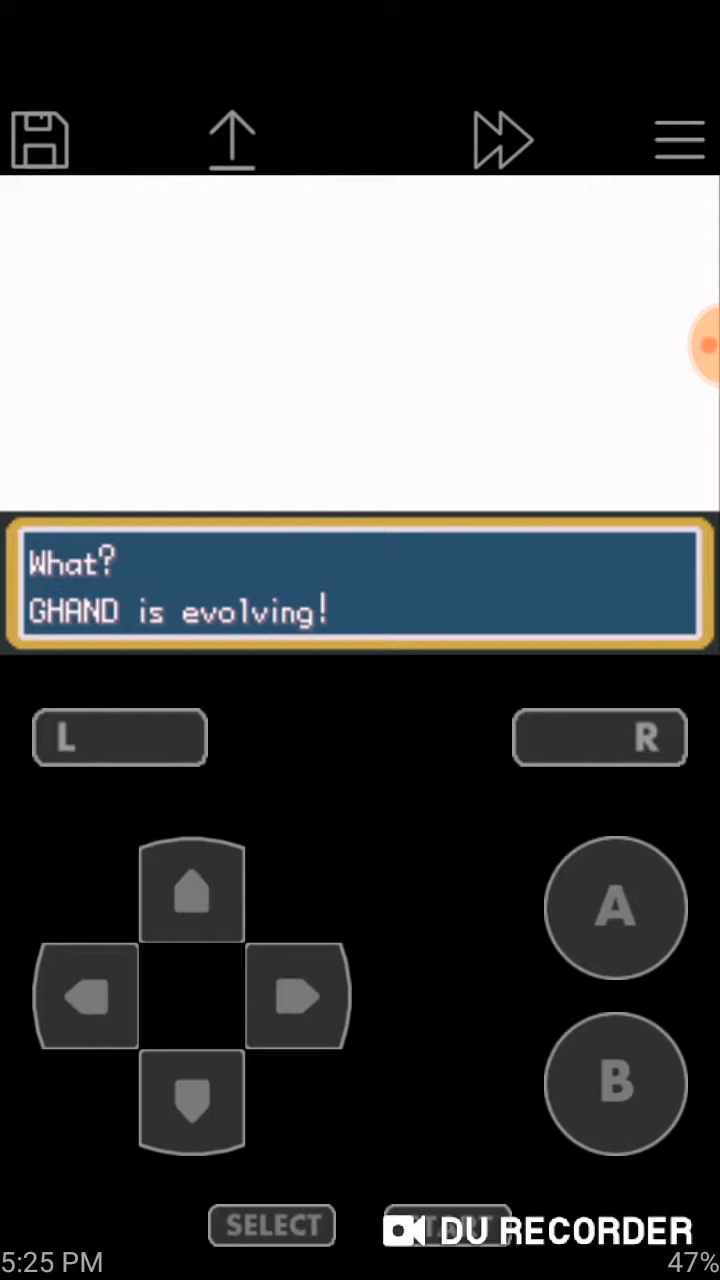 What?
GHAND is evolving!
L
R
A
B
SELECT
DU RECORDER
5:25 PM
47%